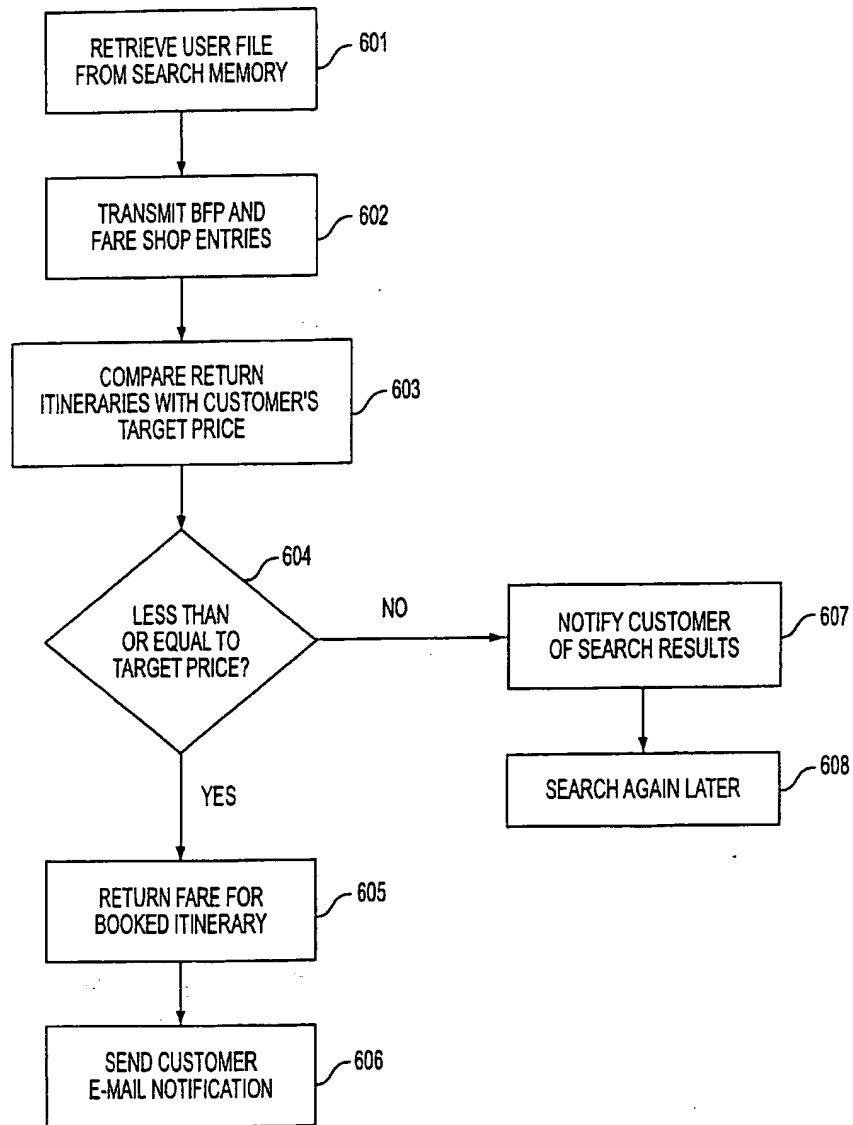 RETRIEVE USER FILE
FROM SEARCH MEMORY
601
TRANSMIT BFP AND
FARE SHOP ENTRIES
602
COMPARE RETURN
ITINERARIES WITH CUSTOMER'S
TARGET PRICE
603
604
LESS THAN
OR EQUAL TO
TARGET PRICE?
NO
NOTIFY CUSTOMER
OF SEARCH RESULTS
607
SEARCH AGAIN LATER
608
YES
RETURN FARE FOR
BOOKED ITINERARY
605
SEND CUSTOMER
E-MAIL NOTIFICATION
606